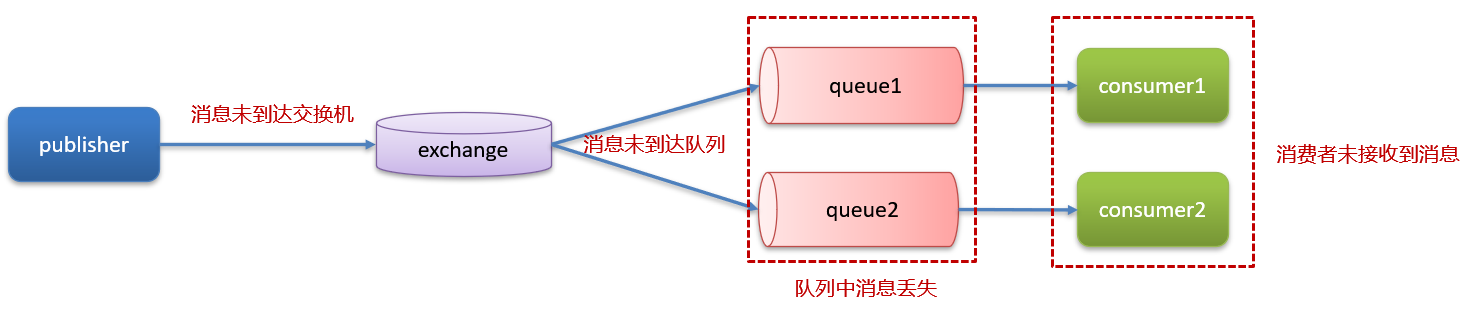 publisher
消息未到达交换机
exchange
消息未到达队列
queue1
queue2
队列中消息丢失
consumer1
consumer2
消费者未接收到消息